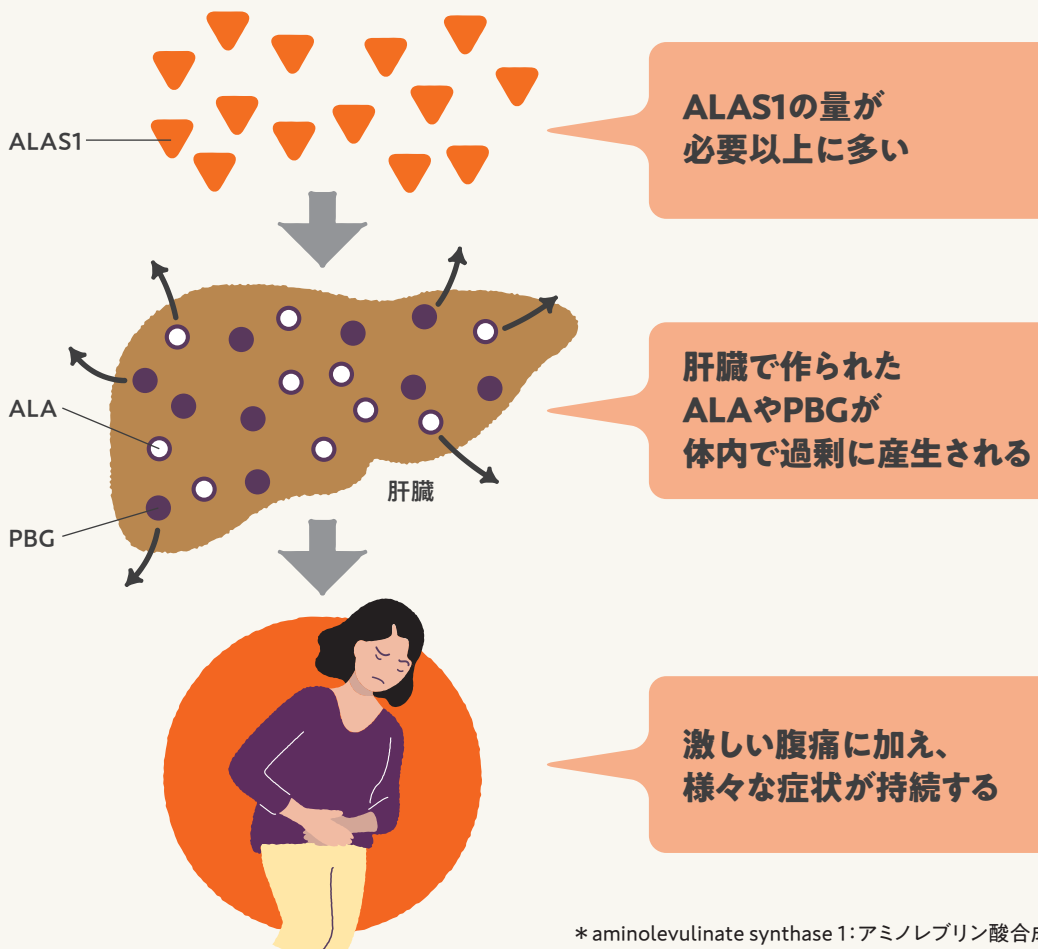 ALAS1
ALAS1の量が
必要以上に多い
ALA
PBG
肝臓
肝臓で作られた
ALAやPBGが
体内で過剰に産生される
激しい腹痛に加え、
様々な症状が持続する
*aminolevulinate synthase 1:アミノレブリン酸合成